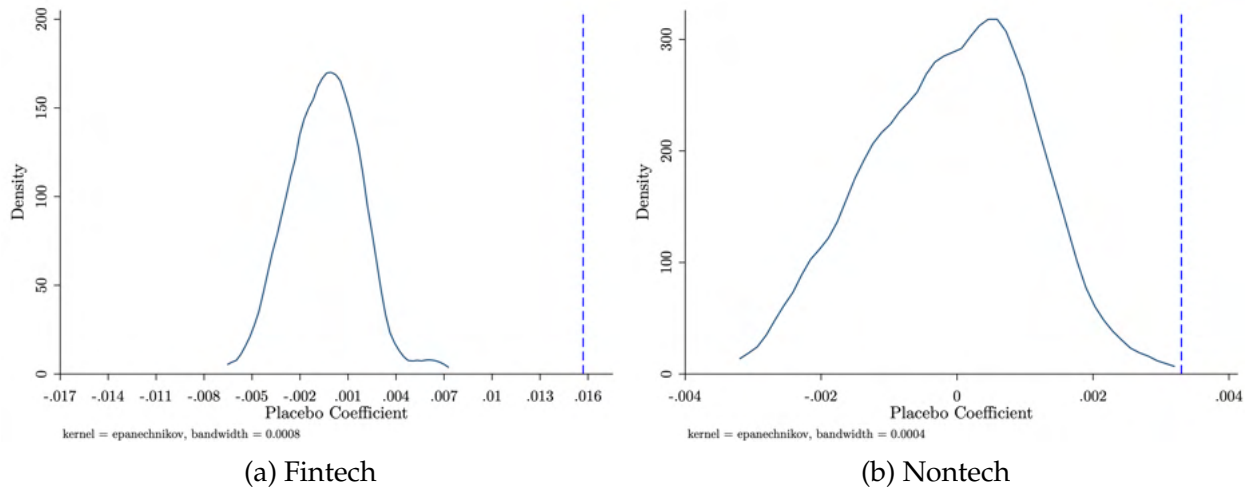 200
150
100
50
0
Density
-.017 -.014 -.011 -.008 -.005 -.002 .001 .004 .007 .01 .013 .016
Placebo Coefficient
kernel = epanechnikov, bandwidth = 0.0008
(a) Fintech
300
200
100
0
Density
-.004 -.002 0 .002 .004
Placebo Coefficient
kernel = epanechnikov, bandwidth = 0.0004
(b) Nontech